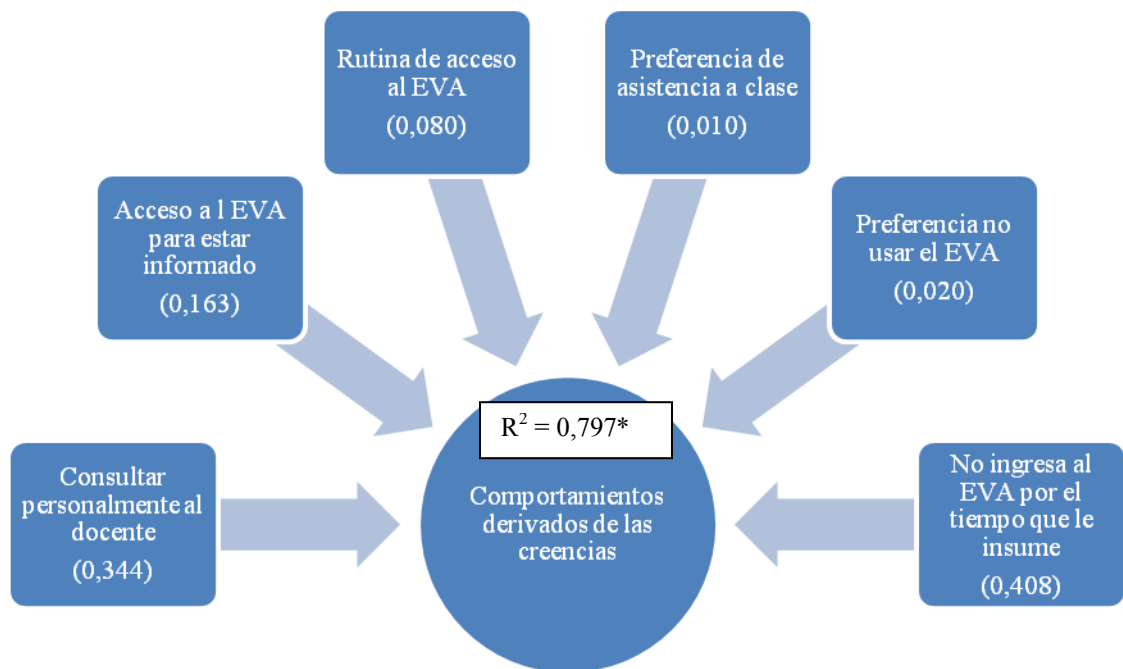 Rutina de acceso
al EVA
(0,080)
Preferencia de
asistencia a clase
(0,010)
Acceso a l EVA
para estar
informado
(0,163)
Preferencia no
usar el EVA
(0,020)
Consultar
personalmente al
docente
(0,344)
R² = 0,797*
Comportamientos
derivados de las
creencias
No ingresa al
EVA por el
tiempo que le
insume
(0,408)